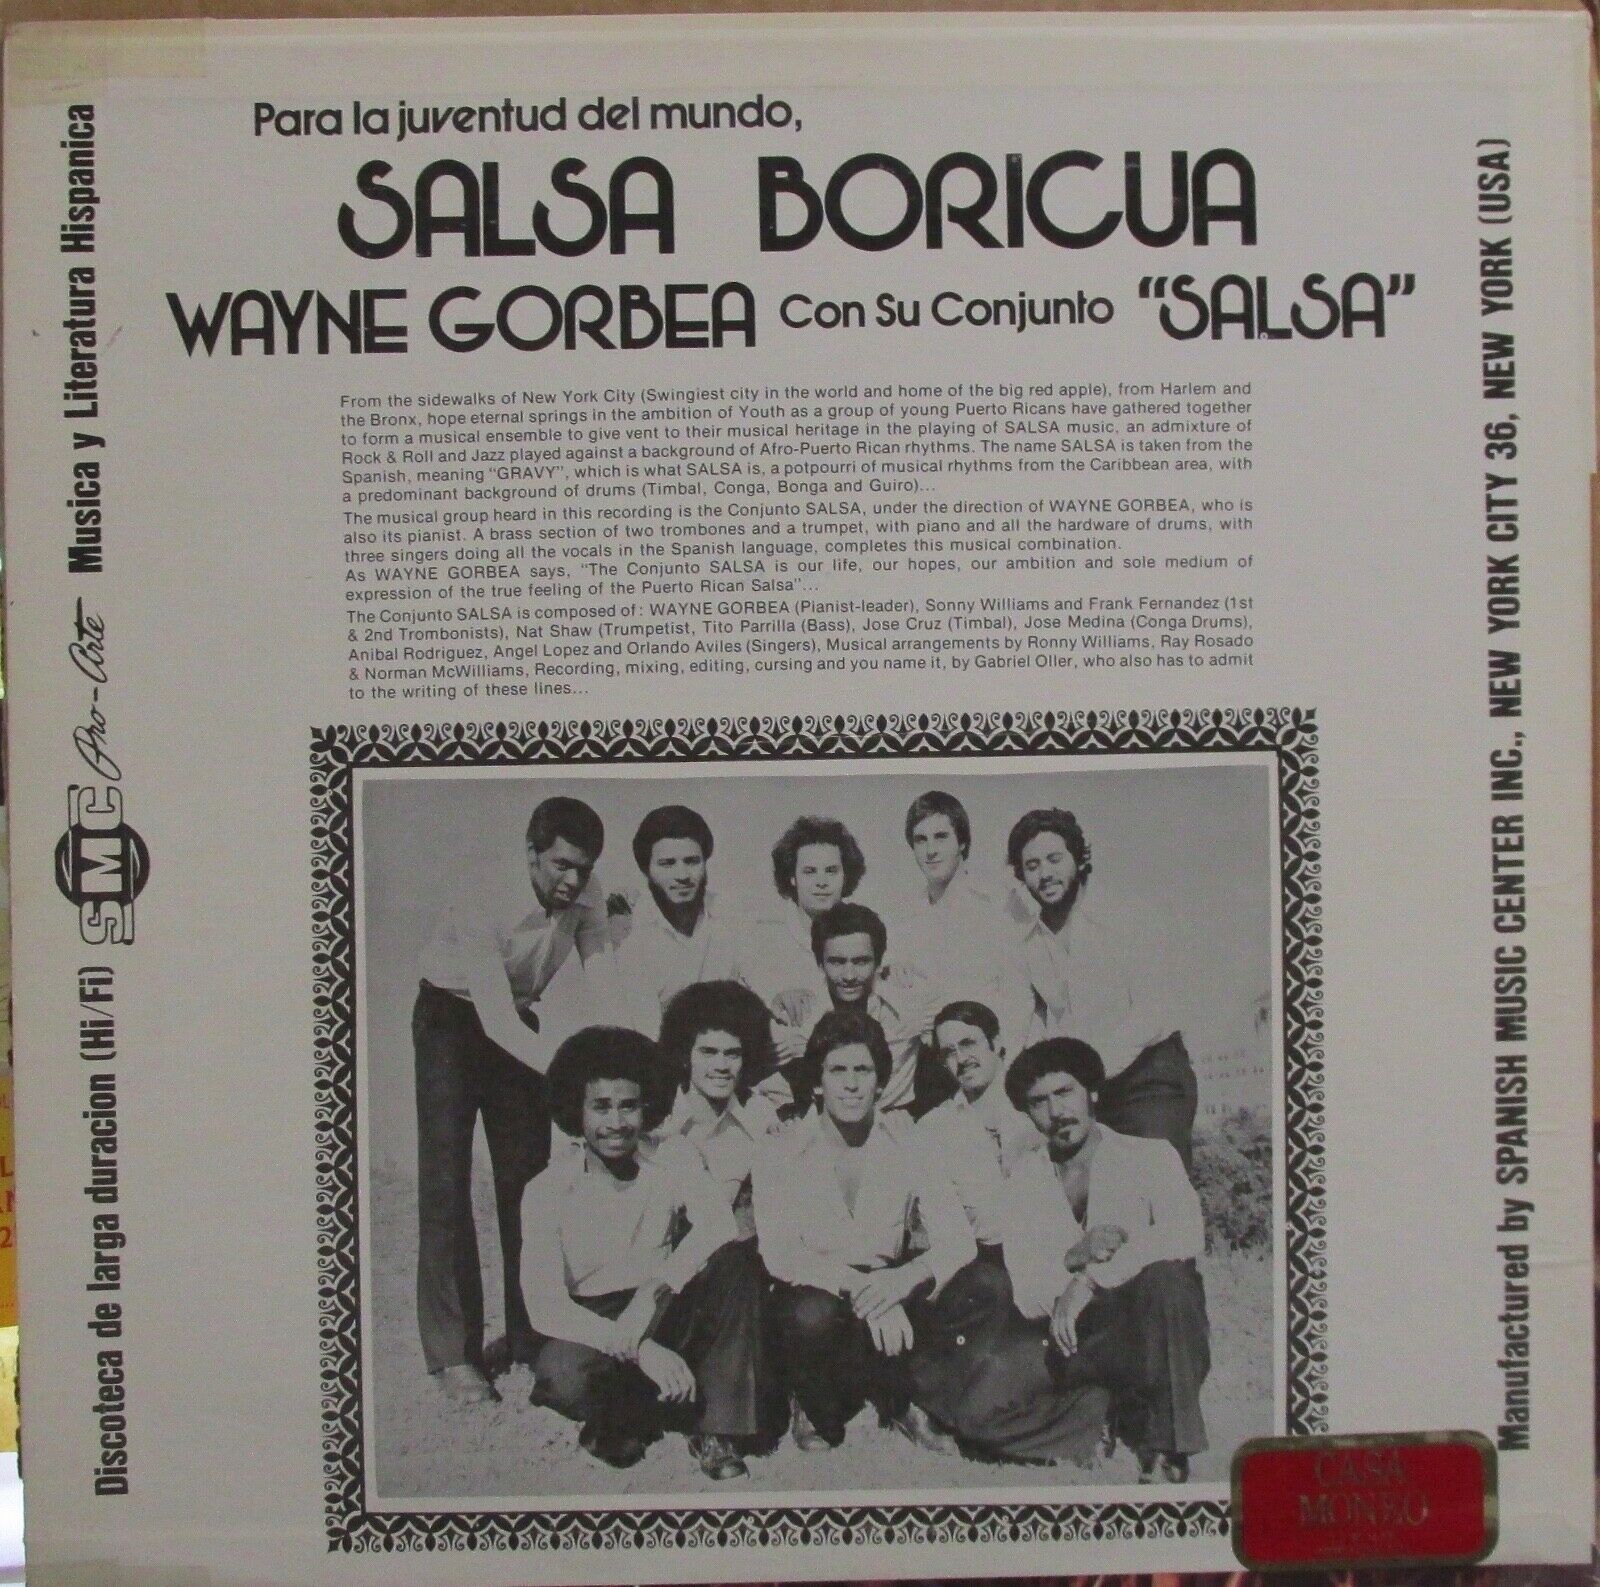 Para la juventud del mundo,
SALSA BORICUA
WAYNE GORBEA Con Su Conjunto "SALSA"
From the sidewalks of New York City (Swingiest city in the world and home of the big red apple), from Harlem and
the Bronx, hope eternal springs in the ambition of Youth as a group of young Puerto Ricans have gathered together
to form a musical ensemble to give vent to their musical heritage in the playing of SALSA music, an admixture of
Rock & Roll and Jazz played against a background of Afro-Puerto Rican rhythms. The name SALSA is taken from the
Spanish, meaning "GRAVY", which is what SALSA is, a potpourri of musical rhythms from the Caribbean area, with
a predominant background of drums (Timbal, Conga, Bonga and Guiro)...
The musical group heard in this recording is the Conjunto SALSA, under the direction of WAYNE GORBEA, who is
also its pianist. A brass section of two trombones and a trumpet, with piano and all the hardware of drums, with
three singers doing all the vocals in the Spanish language, completes this musical combination.
As WAYNE GORBEA says, "The Conjunto SALSA is our life, our hopes, our ambition and sole medium of
expression of the true feeling of the Puerto Rican Salsa"...
The Conjunto SALSA is composed of: WAYNE GORBEA (Pianist-leader), Sonny Williams and Frank Fernandez (1st
& 2nd Trombonists), Nat Shaw (Trumpetist, Tito Parrilla (Bass), Jose Cruz (Timbal), Jose Medina (Conga Drums),
Anibal Rodriguez, Angel Lopez and Orlando Aviles (Singers), Musical arrangements by Ronny Williams, Ray Rosado
& Norman McWilliams, Recording, mixing, editing, cursing and you name it, by Gabriel Oller, who also has to admit
to the writing of these lines...
Discoteca de larga duracion (Hi/Fi) SMC Pro-Arte Musica y Literatura Hispanica
Manufactured by SPANISH MUSIC CENTER INC., NEW YORK CITY 36, NEW YORK (USA)
CASA
MONEO